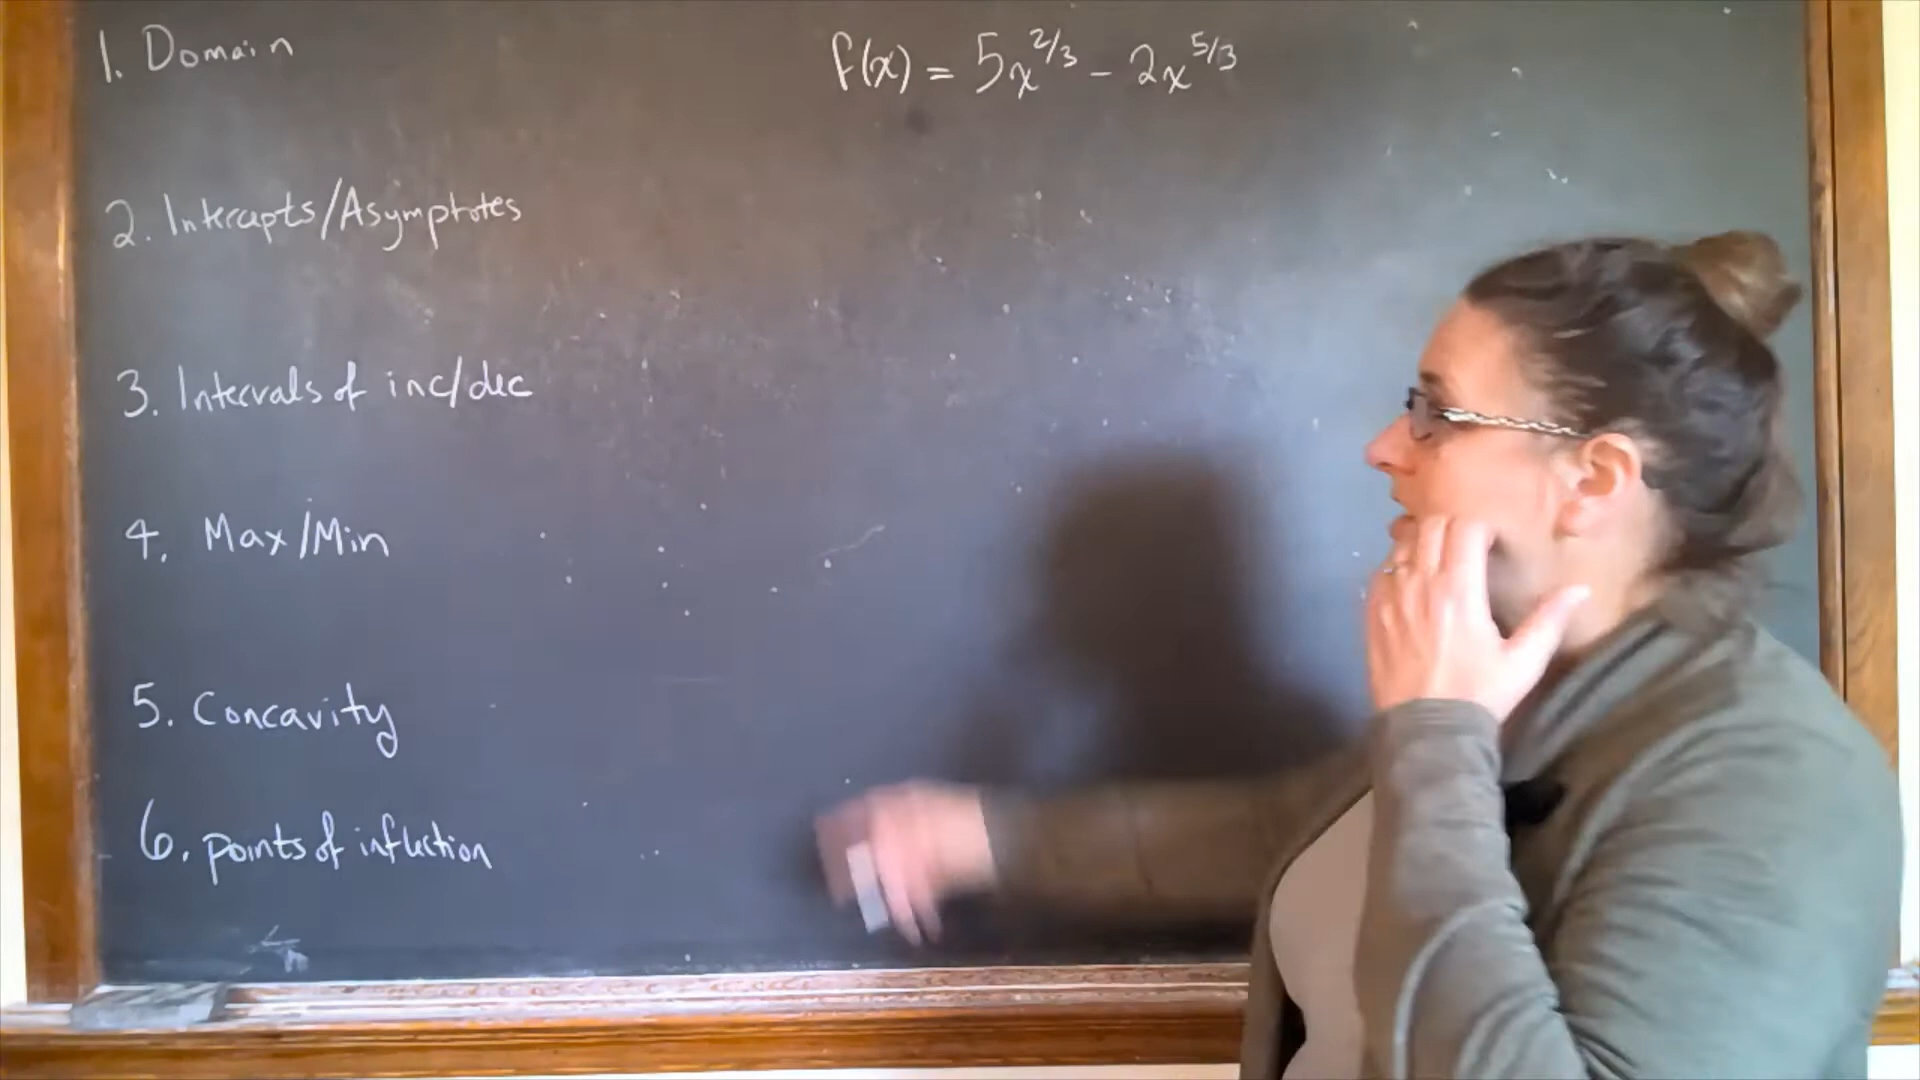 1. Domain
f(x) = 5x^{2/3} - 2x^{5/3}
2. Intercepts/Asymptotes
3. Intervals of inc/dec
4. Max/Min
5. Concavity
6. points of inflection